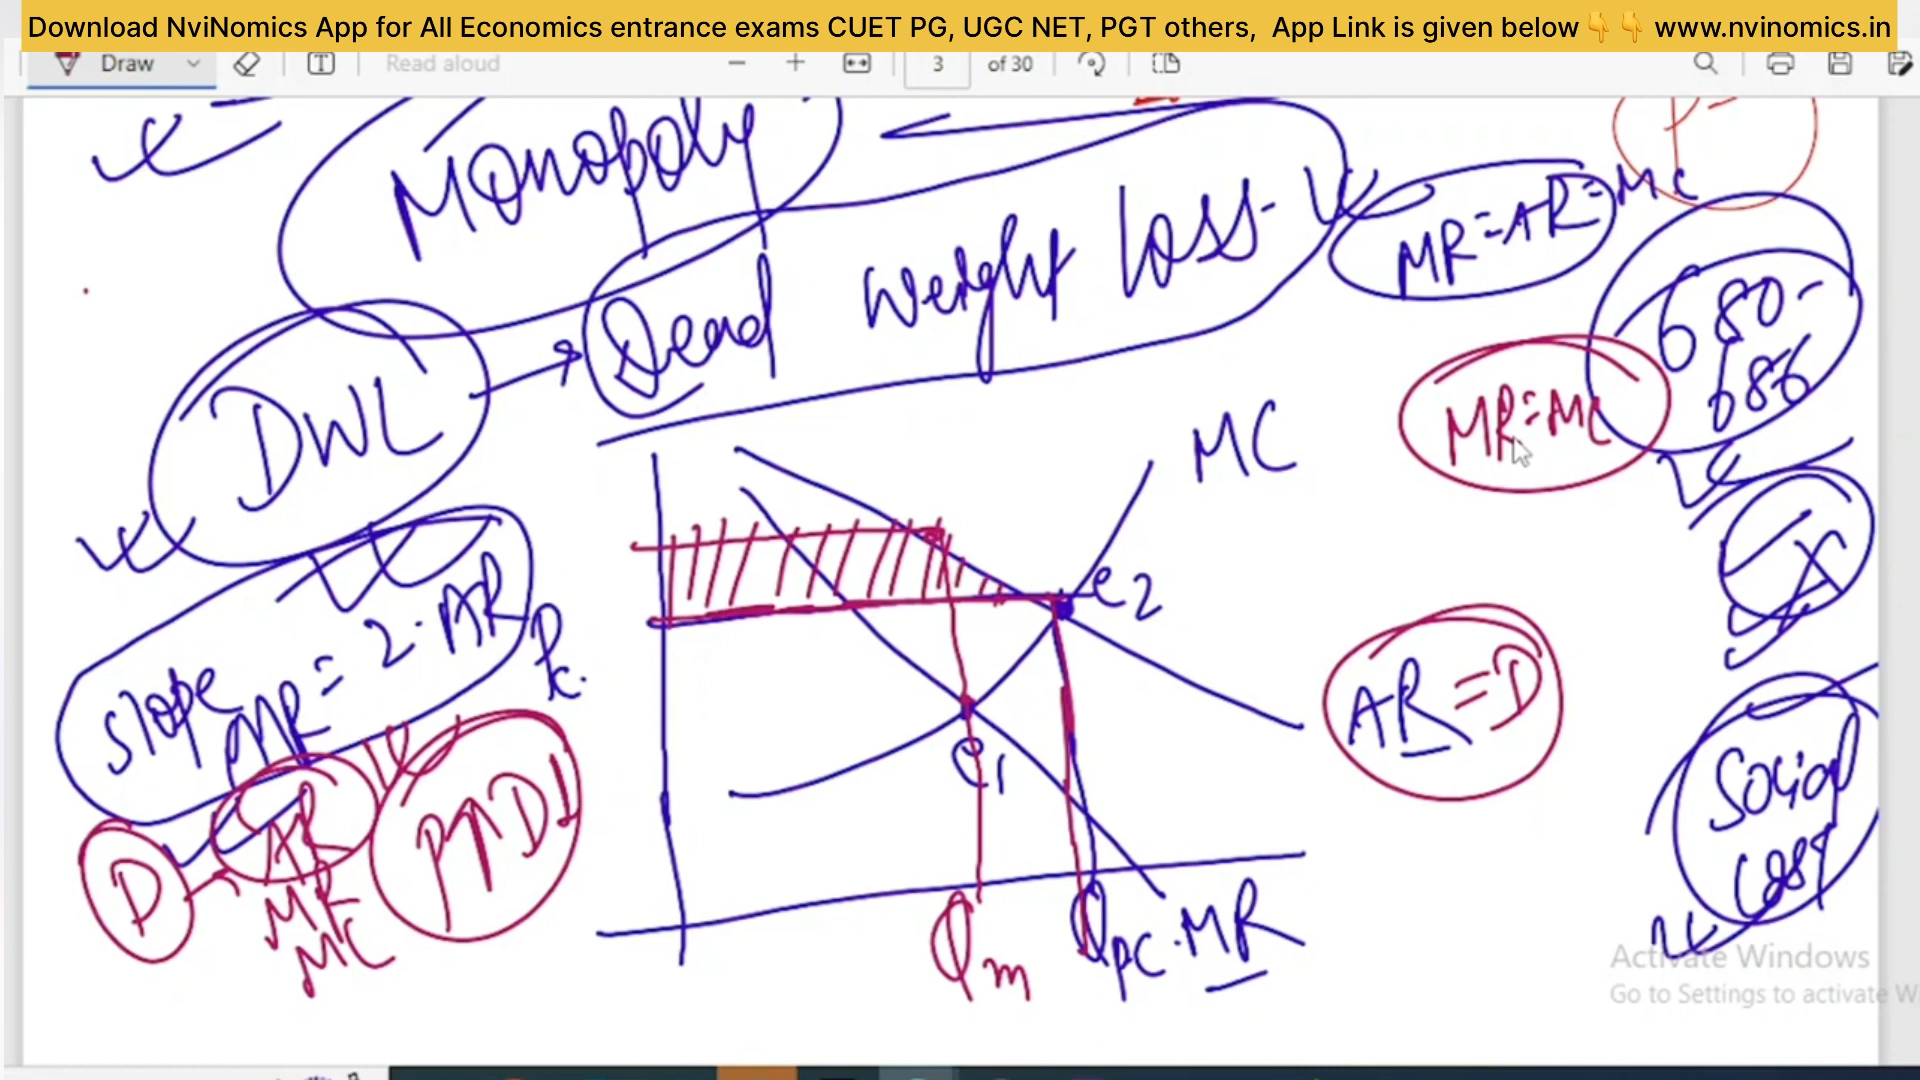 Download NviNomics App for All Economics entrance exams CUET PG, UGC NET, PGT others, App Link is given below👇👇 www.nvinomics.in
Draw
Read aloud
3 of 30
Monopoly
Dead weight loss
MR=AR=MC
680-
686
DWL
MR=MC
MC
e2
slope MR = 2·AR
Pc.
AR=D
Social
cost
P↑D↓
D
AR
MR
MC
e1
Qm
QPC
MR
Activate Windows
Go to Settings to activate W